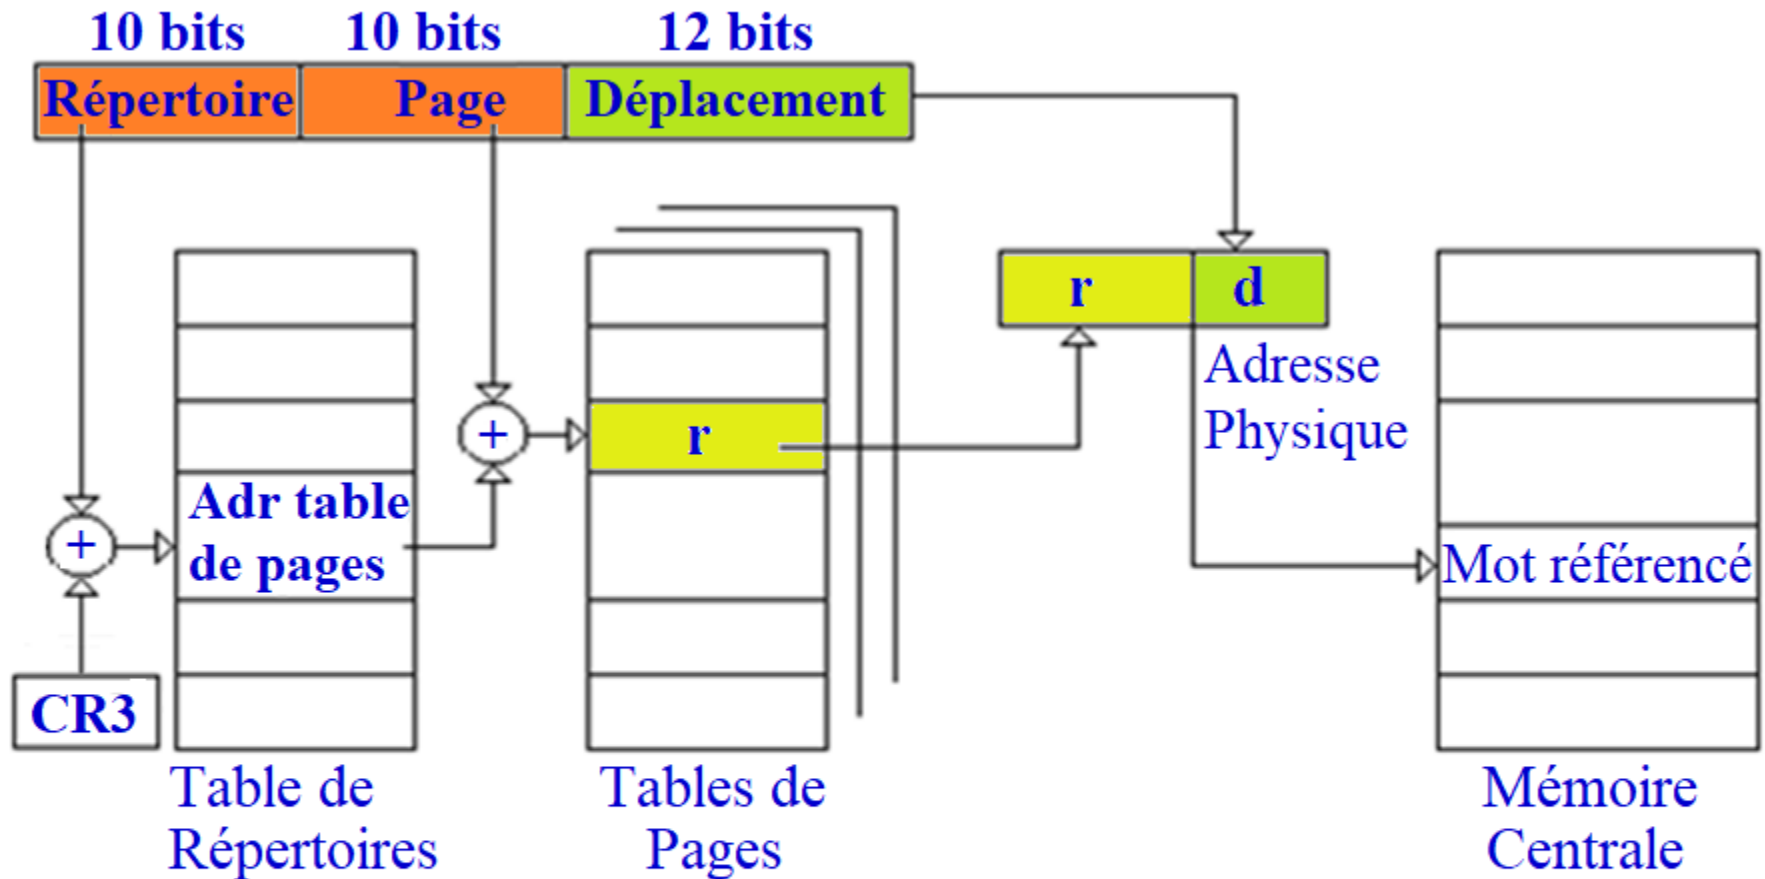 10 bits 10 bits 12 bits
Répertoire Page Déplacement
r d
Adresse
Physique
+ r
Adr table
de pages
+
Mot référencé
CR3
Table de
Répertoires
Tables de
Pages
Mémoire
Centrale